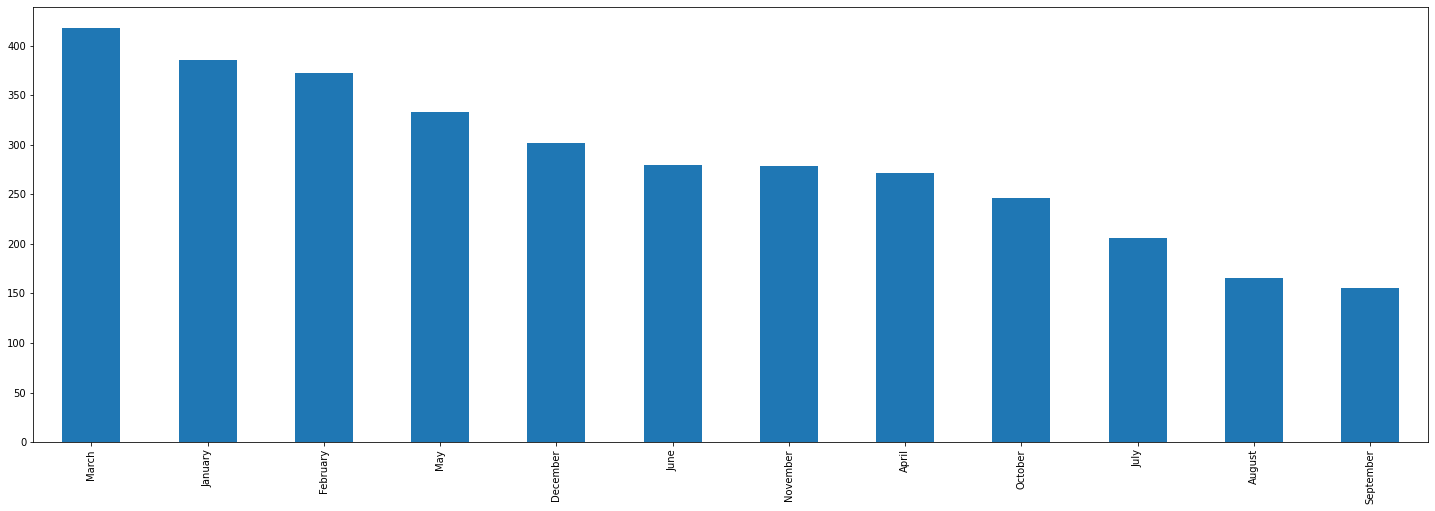 400
350
300
250
200
150
100
50
0
March
January
February
May
December
June
November
April
October
July
August
September